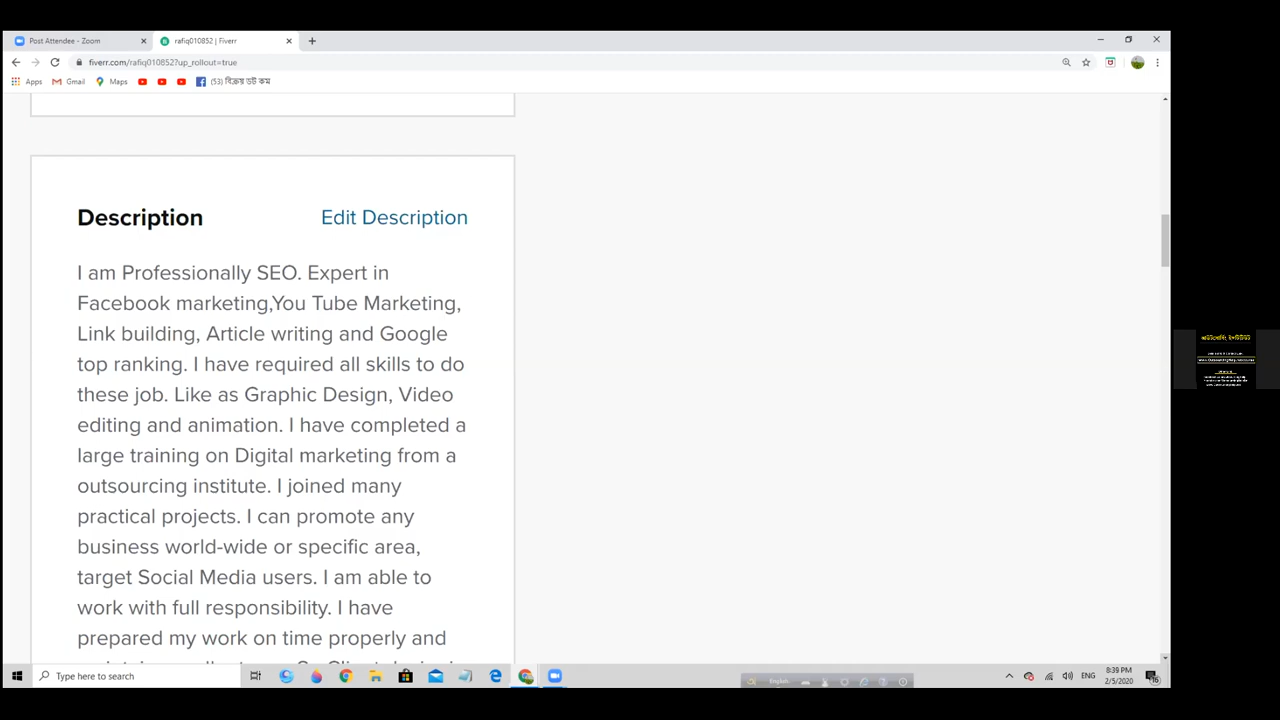 Post Attendee - Zoom
rafiq010852 | Fiverr
fiverr.com/rafiq010852?up_rollout=true
Apps Gmail Maps (53) বিক্রয় ডট কম
Description Edit Description
I am Professionally SEO. Expert in
Facebook marketing,You Tube Marketing,
Link building, Article writing and Google
top ranking. I have required all skills to do
these job. Like as Graphic Design, Video
editing and animation. I have completed a
large training on Digital marketing from a
outsourcing institute. I joined many
practical projects. I can promote any
business world-wide or specific area,
target Social Media users. I am able to
work with full responsibility. I have
prepared my work on time properly and
Type here to search
English
ENG
8:39 PM
2/5/2020